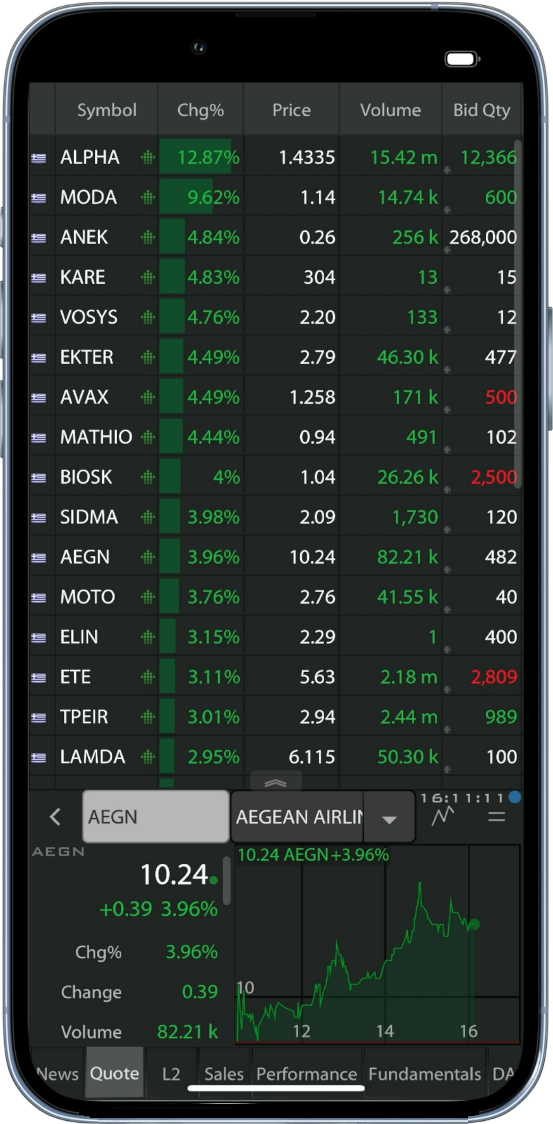 Symbol Chg% Price Volume Bid Qty
ALPHA 12.87% 1.4335 15.42 m 12,366
MODA 9.62% 1.14 14.74 k 600
ANEK 4.84% 0.26 256 k 268,000
KARE 4.83% 304 13 15
VOSYS 4.76% 2.20 133 12
EKTER 4.49% 2.79 46.30 k 477
AVAX 4.49% 1.258 171 k 500
MATHIO 4.44% 0.94 491 102
BIOSK 4% 1.04 26.26 k 2,500
SIDMA 3.98% 2.09 1,730 120
AEGN 3.96% 10.24 82.21 k 482
MOTO 3.76% 2.76 41.55 k 40
ELIN 3.15% 2.29 1 400
ETE 3.11% 5.63 2.18 m 2,809
TPEIR 3.01% 2.94 2.44 m 989
LAMDA 2.95% 6.115 50.30 k 100
16:11:11
AEGN AEGEAN AIRLIN
AEGN
10.24
+0.39 3.96%
Chg% 3.96%
Change 0.39
Volume 82.21 k
10.24 AEGN+3.96%
10
12 14 16
News Quote L2 Sales Performance Fundamentals DA